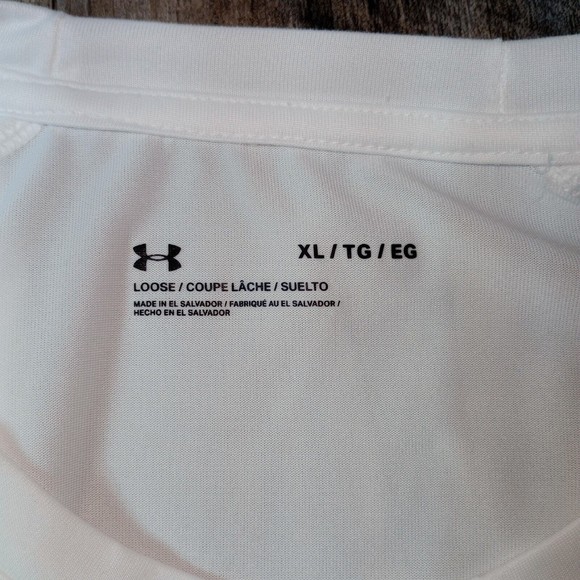 XL / TG / EG
LOOSE / COUPE LÂCHE / SUELTO
MADE IN EL SALVADOR / FABRIQUÉ AU EL SALVADOR /
HECHO EN EL SALVADOR